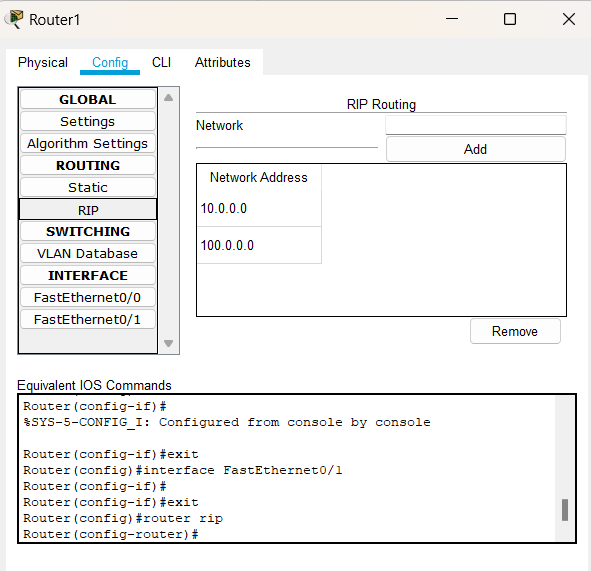 Router1
Physical Config CLI Attributes
GLOBAL
Settings
Algorithm Settings
ROUTING
Static
RIP
SWITCHING
VLAN Database
INTERFACE
FastEthernet0/0
FastEthernet0/1
RIP Routing
Network
Add
Network Address
10.0.0.0
100.0.0.0
Remove
Equivalent IOS Commands
Router(config-if)#
%SYS-5-CONFIG_I: Configured from console by console
Router(config-if)#exit
Router(config)#interface FastEthernet0/1
Router(config-if)#
Router(config-if)#exit
Router(config)#router rip
Router(config-router)#